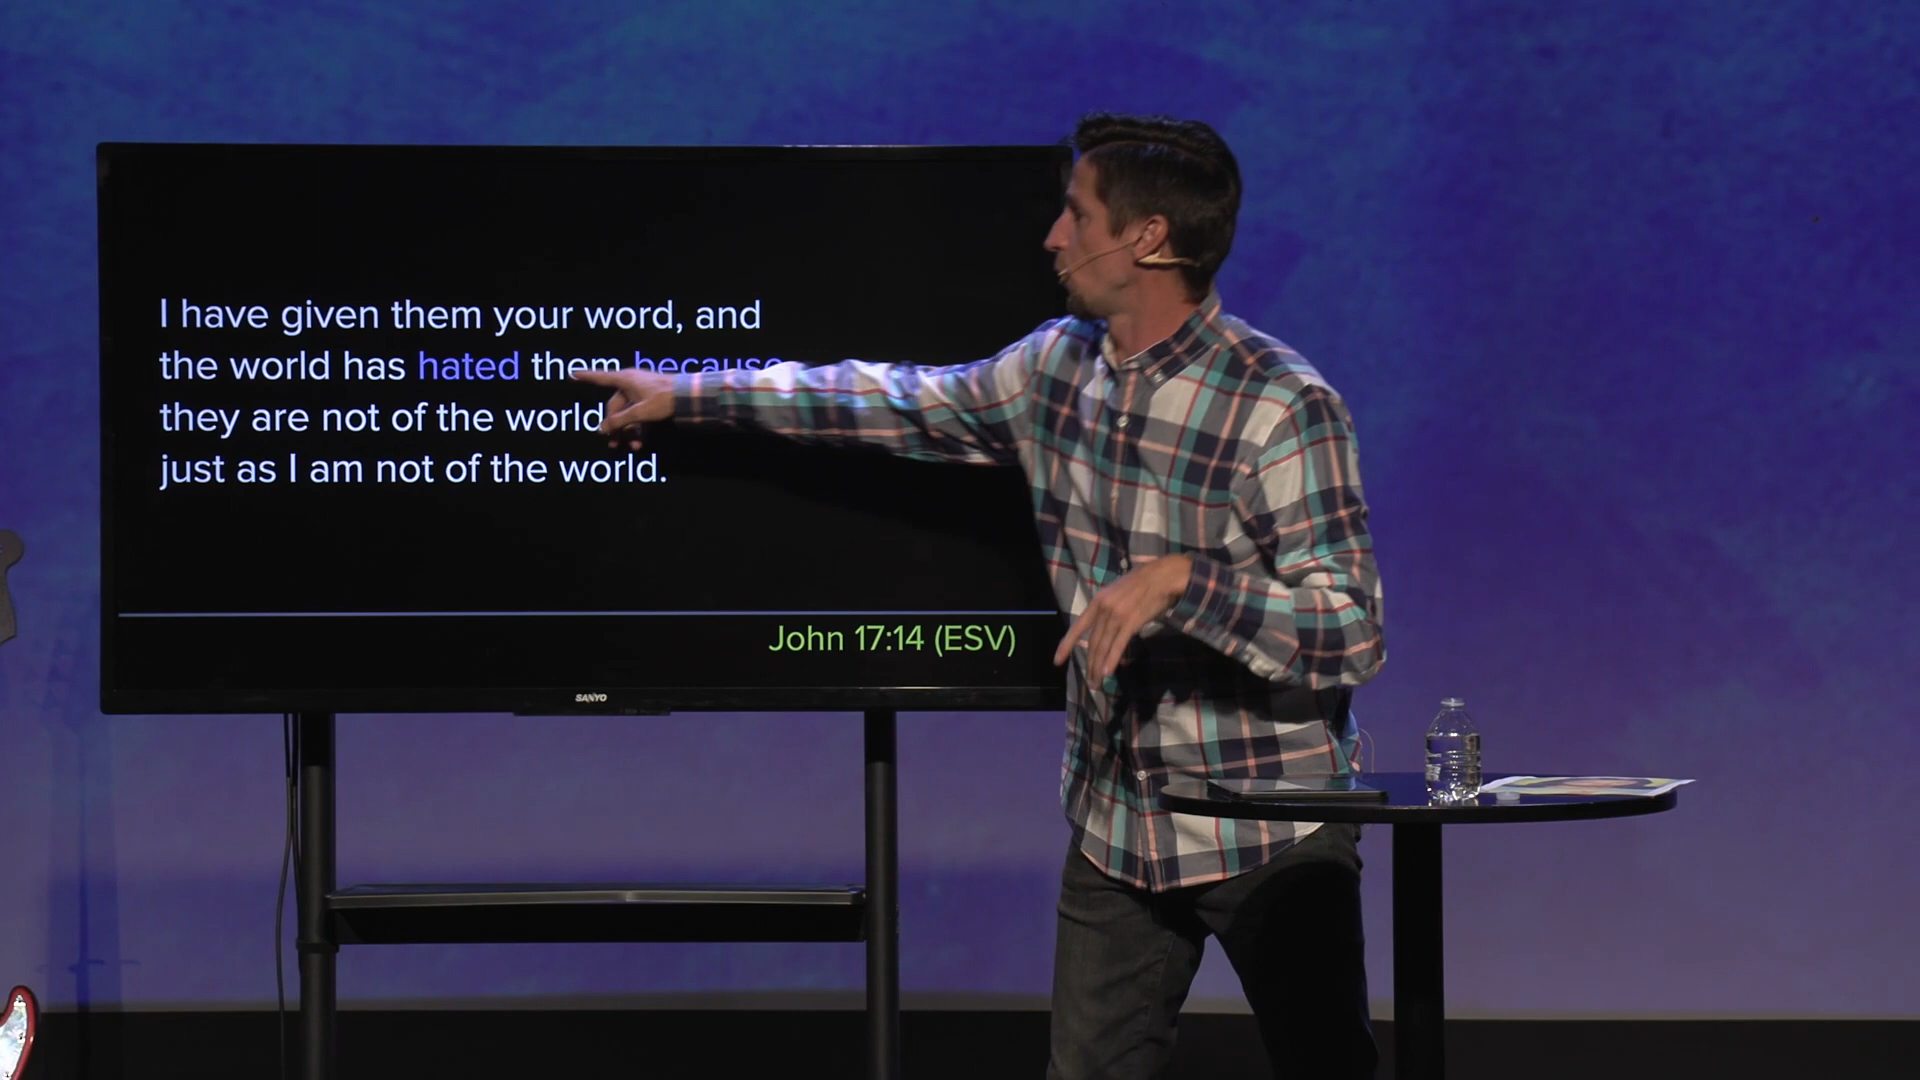 I have given them your word, and
the world has hated them because
they are not of the world
just as I am not of the world.
John 17:14 (ESV)
SANYO